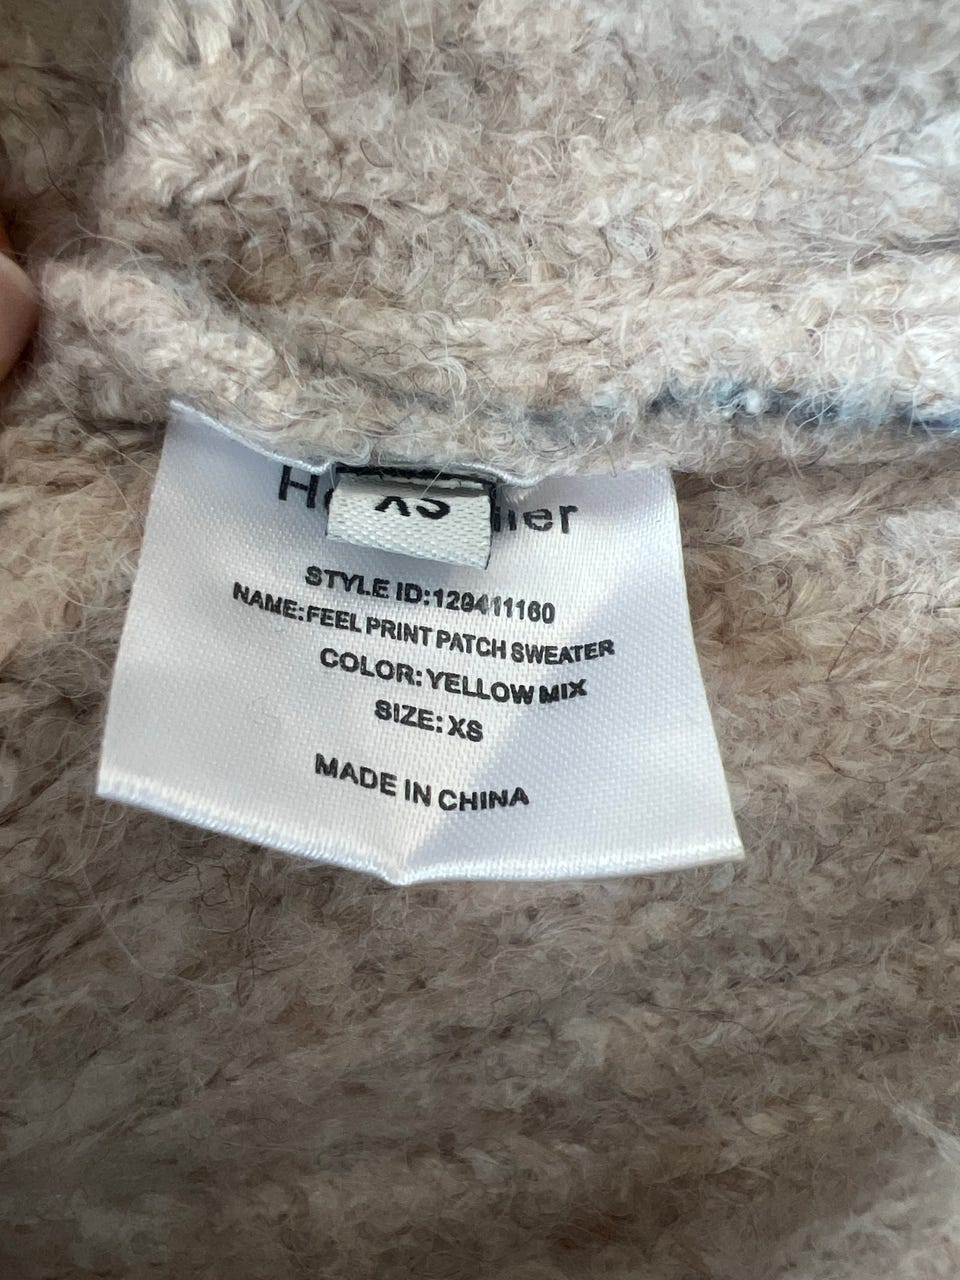 XS
STYLE ID:120411160
NAME:FEEL PRINT PATCH SWEATER
COLOR:YELLOW MIX
SIZE:XS
MADE IN CHINA